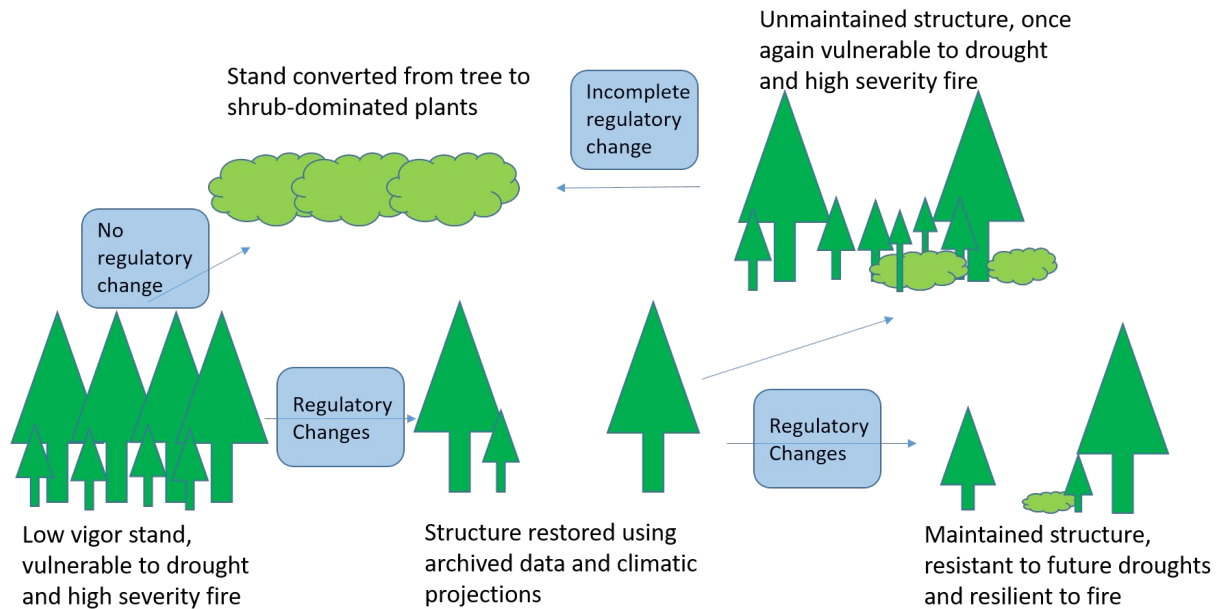 Unmaintained structure, once
again vulnerable to drought
and high severity fire
Stand converted from tree to
shrub-dominated plants
Incomplete
regulatory
change
No
regulatory
change
Regulatory
Changes
Regulatory
Changes
Low vigor stand,
vulnerable to drought
and high severity fire
Structure restored using
archived data and climatic
projections
Maintained structure,
resistant to future droughts
and resilient to fire